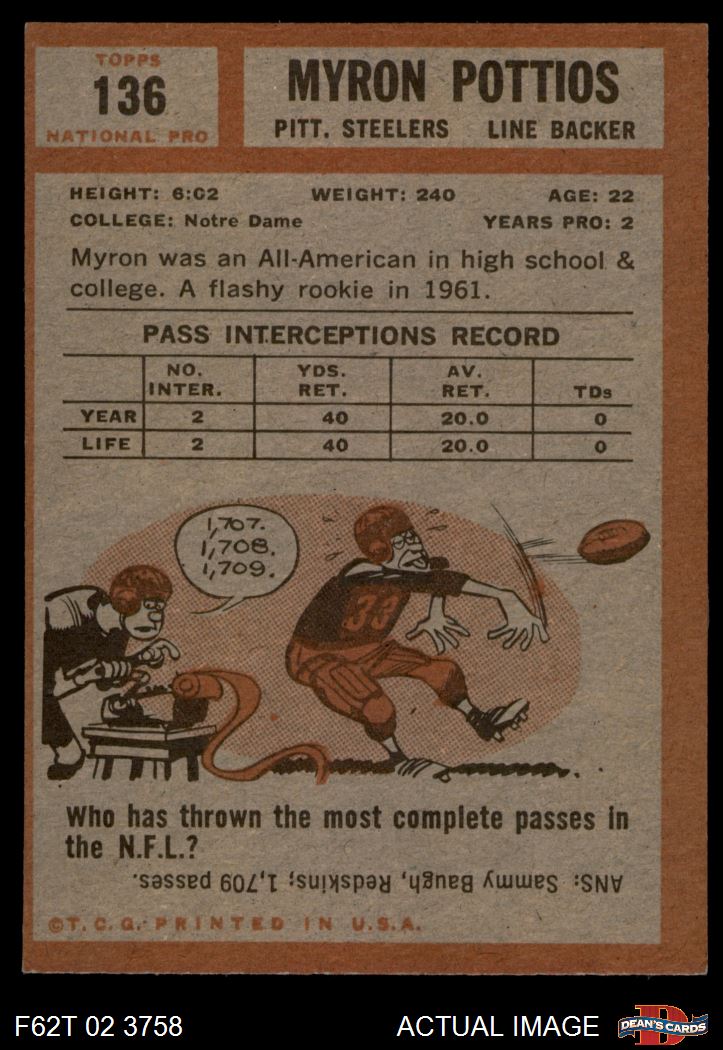 TOPPS
136
NATIONAL PRO
MYRON POTTIOS
PITT. STEELERS LINE BACKER
HEIGHT: 6:02 WEIGHT: 240 AGE: 22
COLLEGE: Notre Dame YEARS PRO: 2
Myron was an All-American in high school &
college. A flashy rookie in 1961.
PASS INTERCEPTIONS RECORD
NO. INTER. YDS. RET. AV. RET. TDs
YEAR 2 40 20.0 0
LIFE 2 40 20.0 0
1,707.
1,708.
1,709.
33
Who has thrown the most complete passes in
the N.F.L.?
ANS: Sammy Baugh, Redskins; 1,709 passes.
©T.C.G. PRINTED IN U.S.A.
F62T 02 3758 ACTUAL IMAGE
D
DEAN'S CARDS